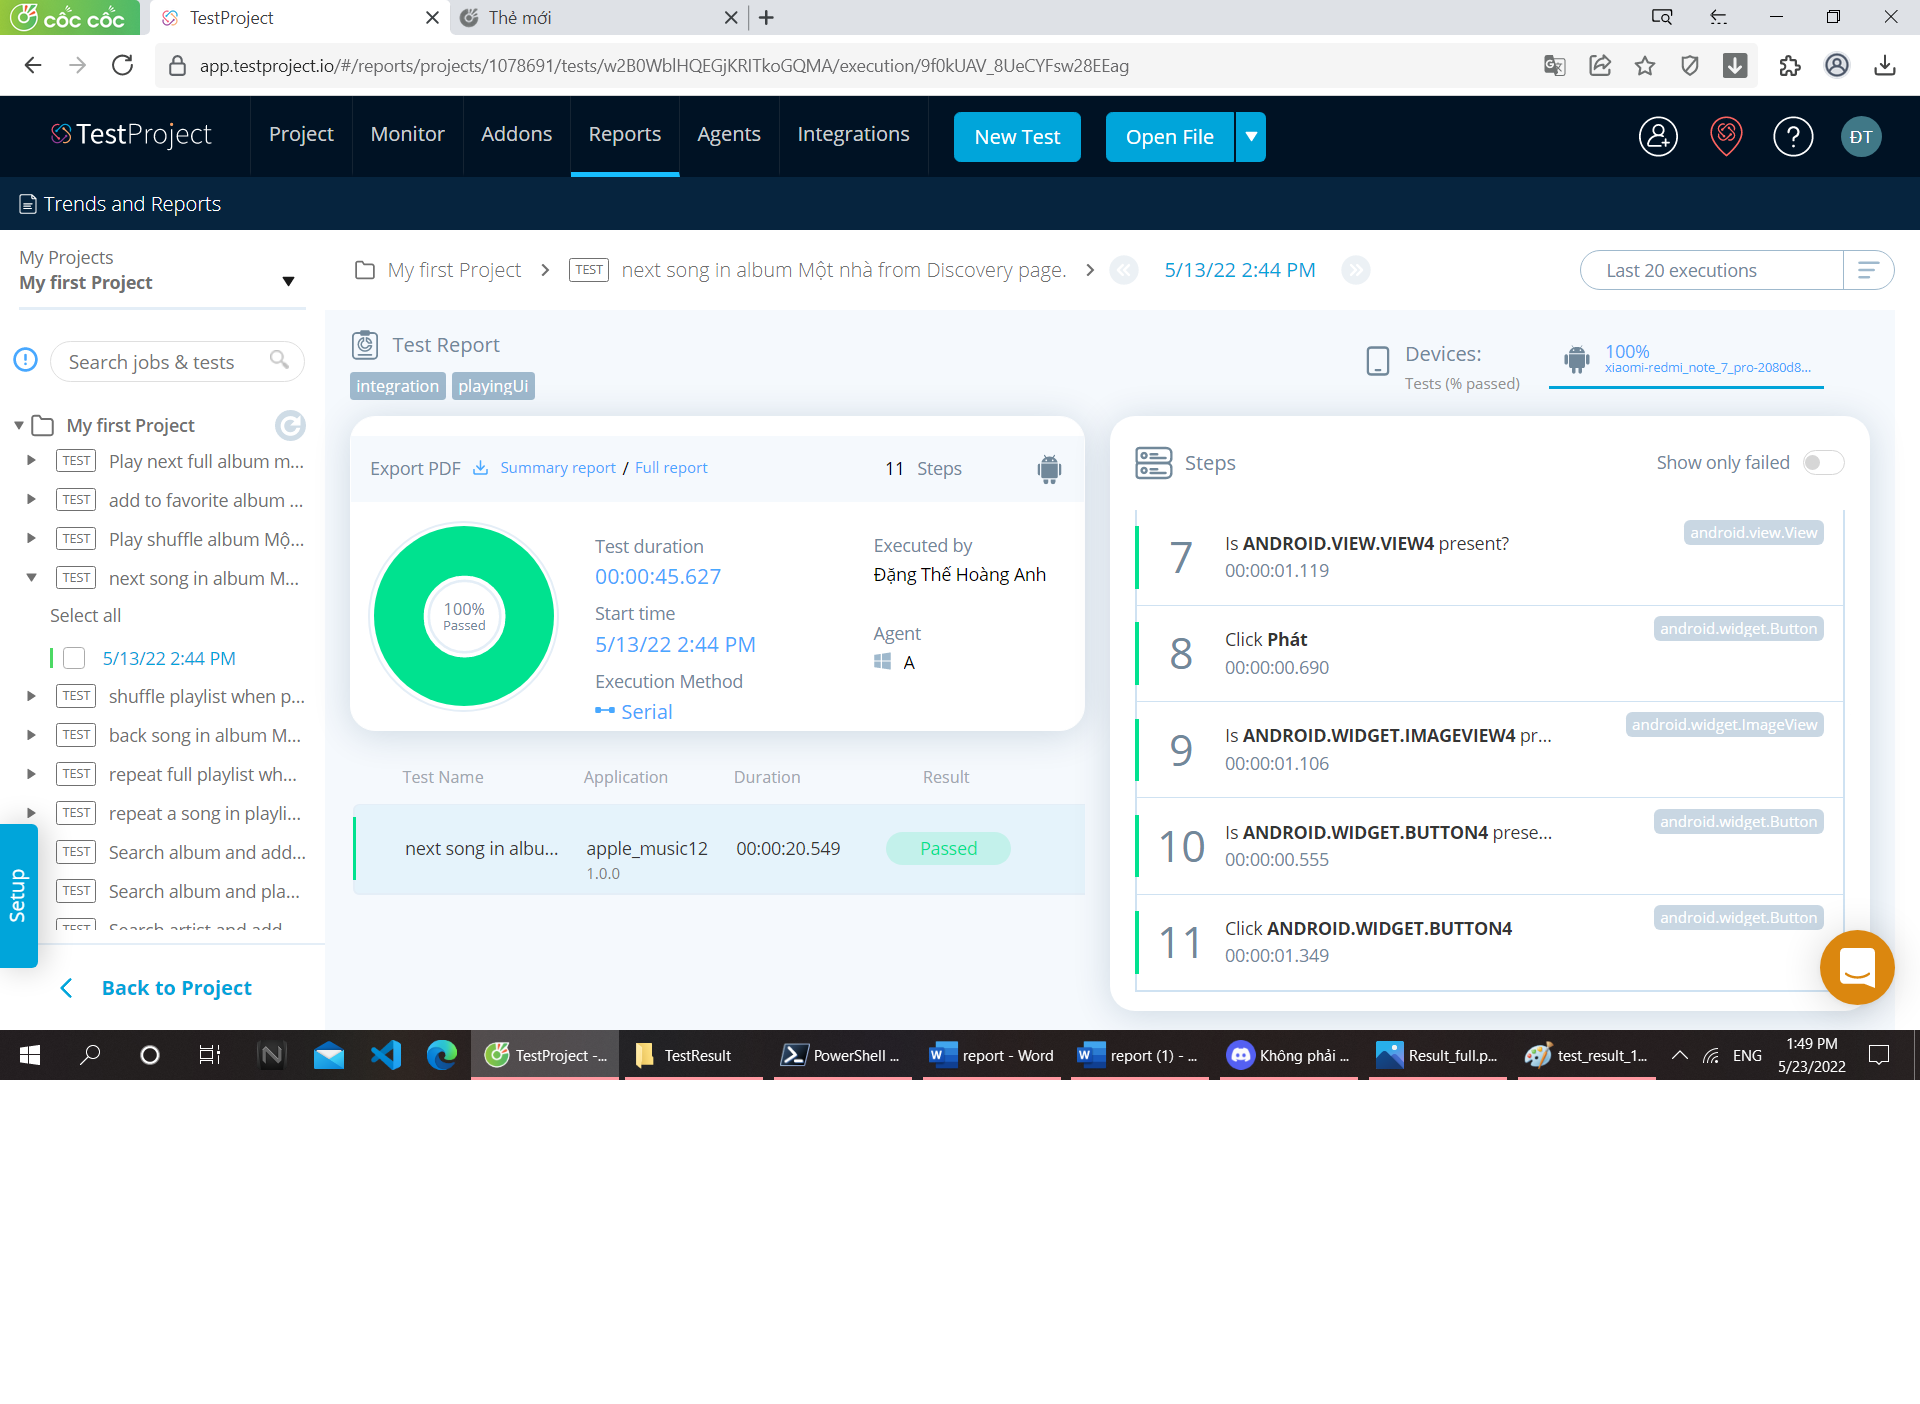 cốc cốc
TestProject
Thẻ mới
app.testproject.io/#/reports/projects/1078691/tests/w2B0WblHQEGjKRITkoGQMA/execution/9f0kUAV_8UeCYFsw28EEag
TestProject
Project
Monitor
Addons
Reports
Agents
Integrations
New Test
Open File
ĐT
Trends and Reports
My Projects
My first Project
My first Project
TEST
next song in album Một nhà from Discovery page.
5/13/22 2:44 PM
Last 20 executions
Search jobs & tests
My first Project
TEST Play next full album m...
TEST add to favorite album ...
TEST Play shuffle album Mộ...
TEST next song in album M...
Select all
5/13/22 2:44 PM
TEST shuffle playlist when p...
TEST back song in album M...
TEST repeat full playlist wh...
TEST repeat a song in playli...
TEST Search album and add...
TEST Search album and pla...
TEST Search artist and add
Setup
Back to Project
Test Report
integration
playingUi
Devices:
Tests (% passed)
100%
xiaomi-redmi_note_7_pro-2080d8...
Export PDF
Summary report / Full report
11 Steps
100%
Passed
Test duration
00:00:45.627
Start time
5/13/22 2:44 PM
Execution Method
Serial
Executed by
Đặng Thế Hoàng Anh
Agent
A
Test Name
Application
Duration
Result
next song in albu...
apple_music12
1.0.0
00:00:20.549
Passed
Steps
Show only failed
7
Is ANDROID.VIEW.VIEW4 present?
00:00:01.119
android.view.View
8
Click Phát
00:00:00.690
android.widget.Button
9
Is ANDROID.WIDGET.IMAGEVIEW4 pr...
00:00:01.106
android.widget.ImageView
10
Is ANDROID.WIDGET.BUTTON4 prese...
00:00:00.555
android.widget.Button
11
Click ANDROID.WIDGET.BUTTON4
00:00:01.349
android.widget.Button
TestProject -...
TestResult
PowerShell ...
report - Word
report (1) - ...
Không phải ...
Result_full.p...
test_result_1...
ENG
1:49 PM
5/23/2022